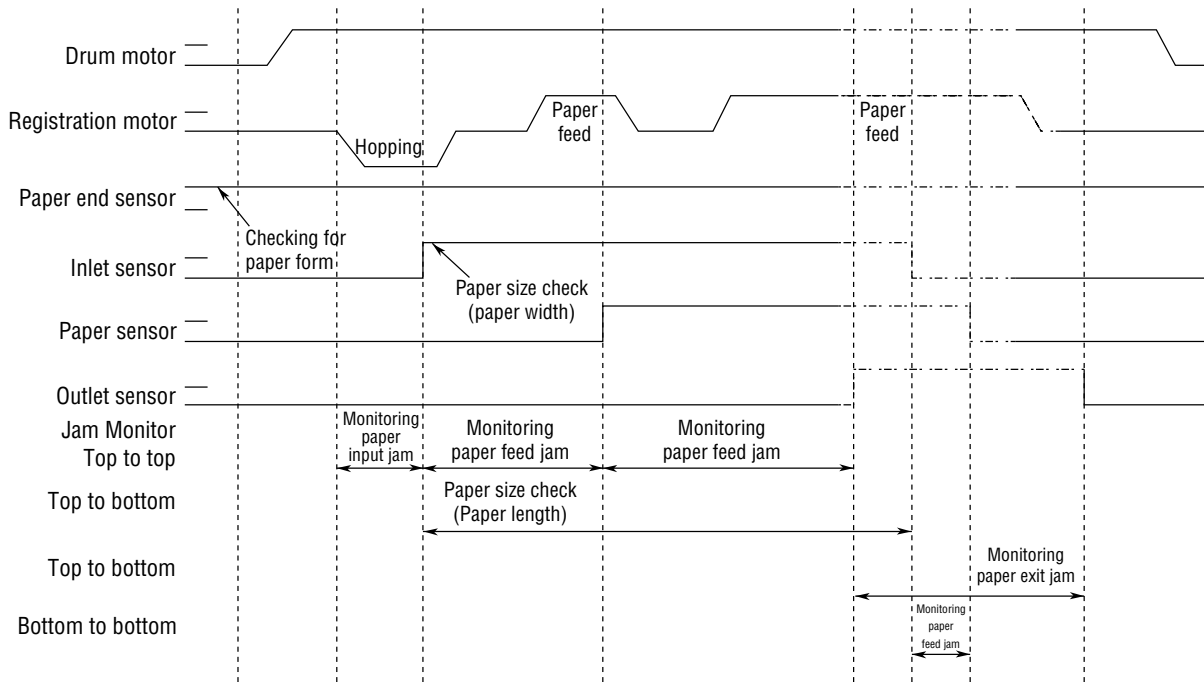 Drum motor
Registration motor
Hopping
Paper
feed
Paper
feed
Paper end sensor
Checking for
paper form
Inlet sensor
Paper size check
(paper width)
Paper sensor
Outlet sensor
Jam Monitor
Top to top
Monitoring
paper
input jam
Monitoring
paper feed jam
Monitoring
paper feed jam
Top to bottom
Paper size check
(Paper length)
Top to bottom
Monitoring
paper exit jam
Bottom to bottom
Monitoring
paper
feed jam